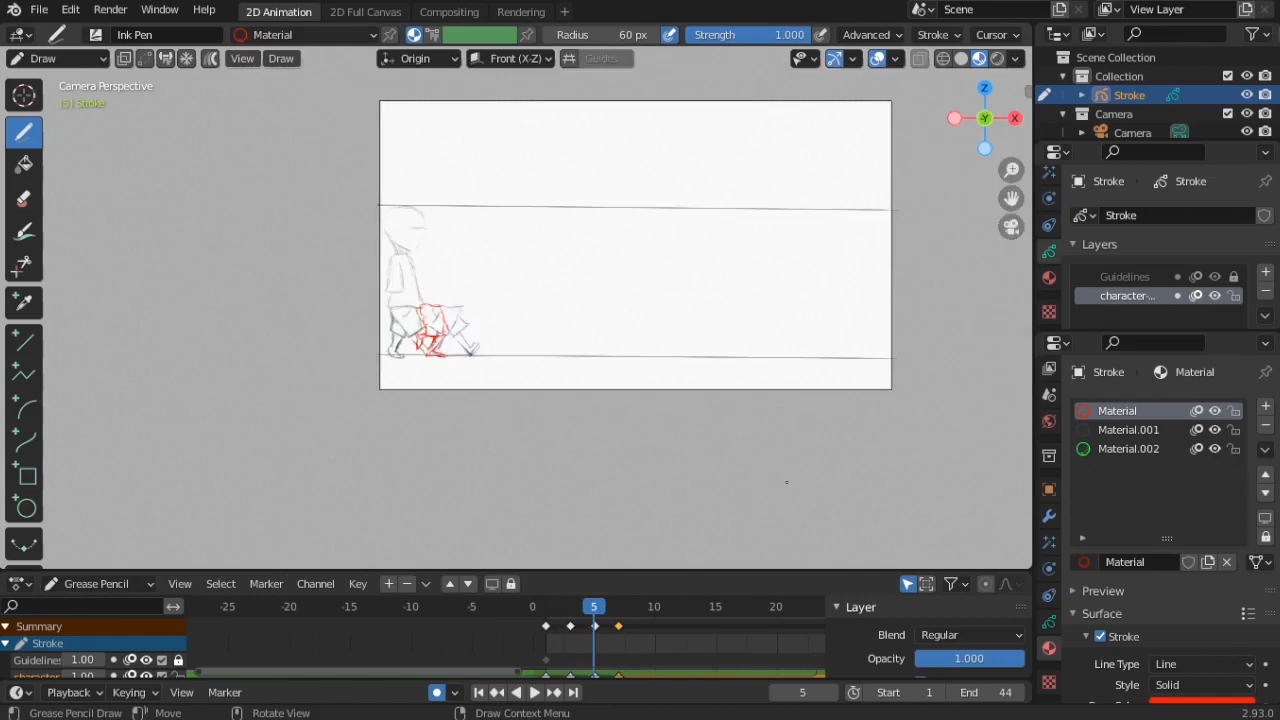 File Edit Render Window Help 2D Animation 2D Full Canvas Compositing Rendering Scene View Layer
Ink Pen Material Radius 60 px Strength 1.000 Advanced Stroke Cursor
Draw View Draw Origin Front (X-Z) Guides
Camera Perspective
(5) Stroke
Z
-Y
X
Scene Collection
Collection
Stroke
Camera
Camera
Stroke Stroke
Stroke
Layers
Guidelines
character-...
Stroke Material
Material
Material.001
Material.002
Material
Preview
Surface
Stroke
Line Type Line
Style Solid
Grease Pencil View Select Marker Channel Key
-25 -20 -15 -10 -5 0 5 10 15 20
Summary
Stroke
Guidelines 1.00
1.00
Layer
Blend Regular
Opacity 1.000
Playback Keying View Marker 5 Start 1 End 44
Grease Pencil Draw Move Rotate View Draw Context Menu 2.93.0